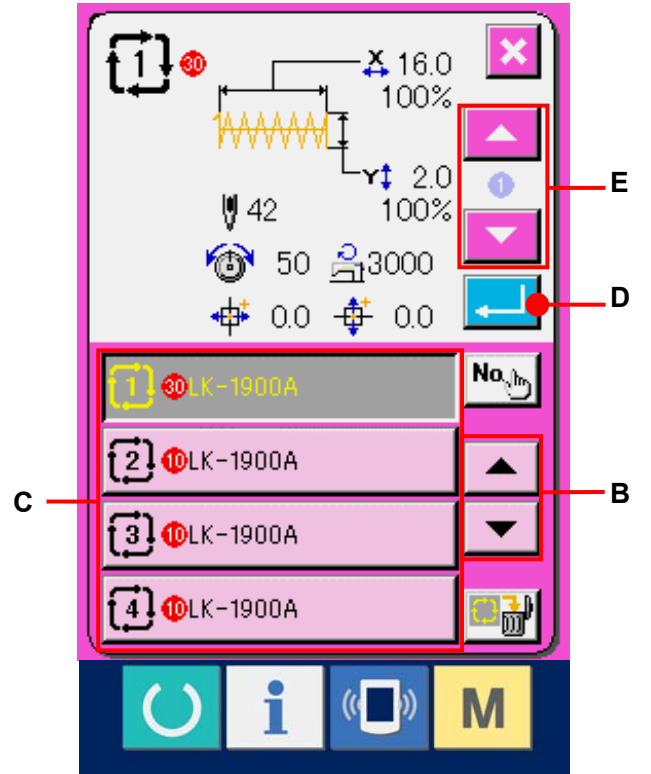 1 30
X 16.0
100%
E
1
Y 2.0
100%
42
50 3000
D
0.0 0.0
1 30 LK-1900A
No.
2 10 LK-1900A
B
C
3 10 LK-1900A
4 10 LK-1900A
i M